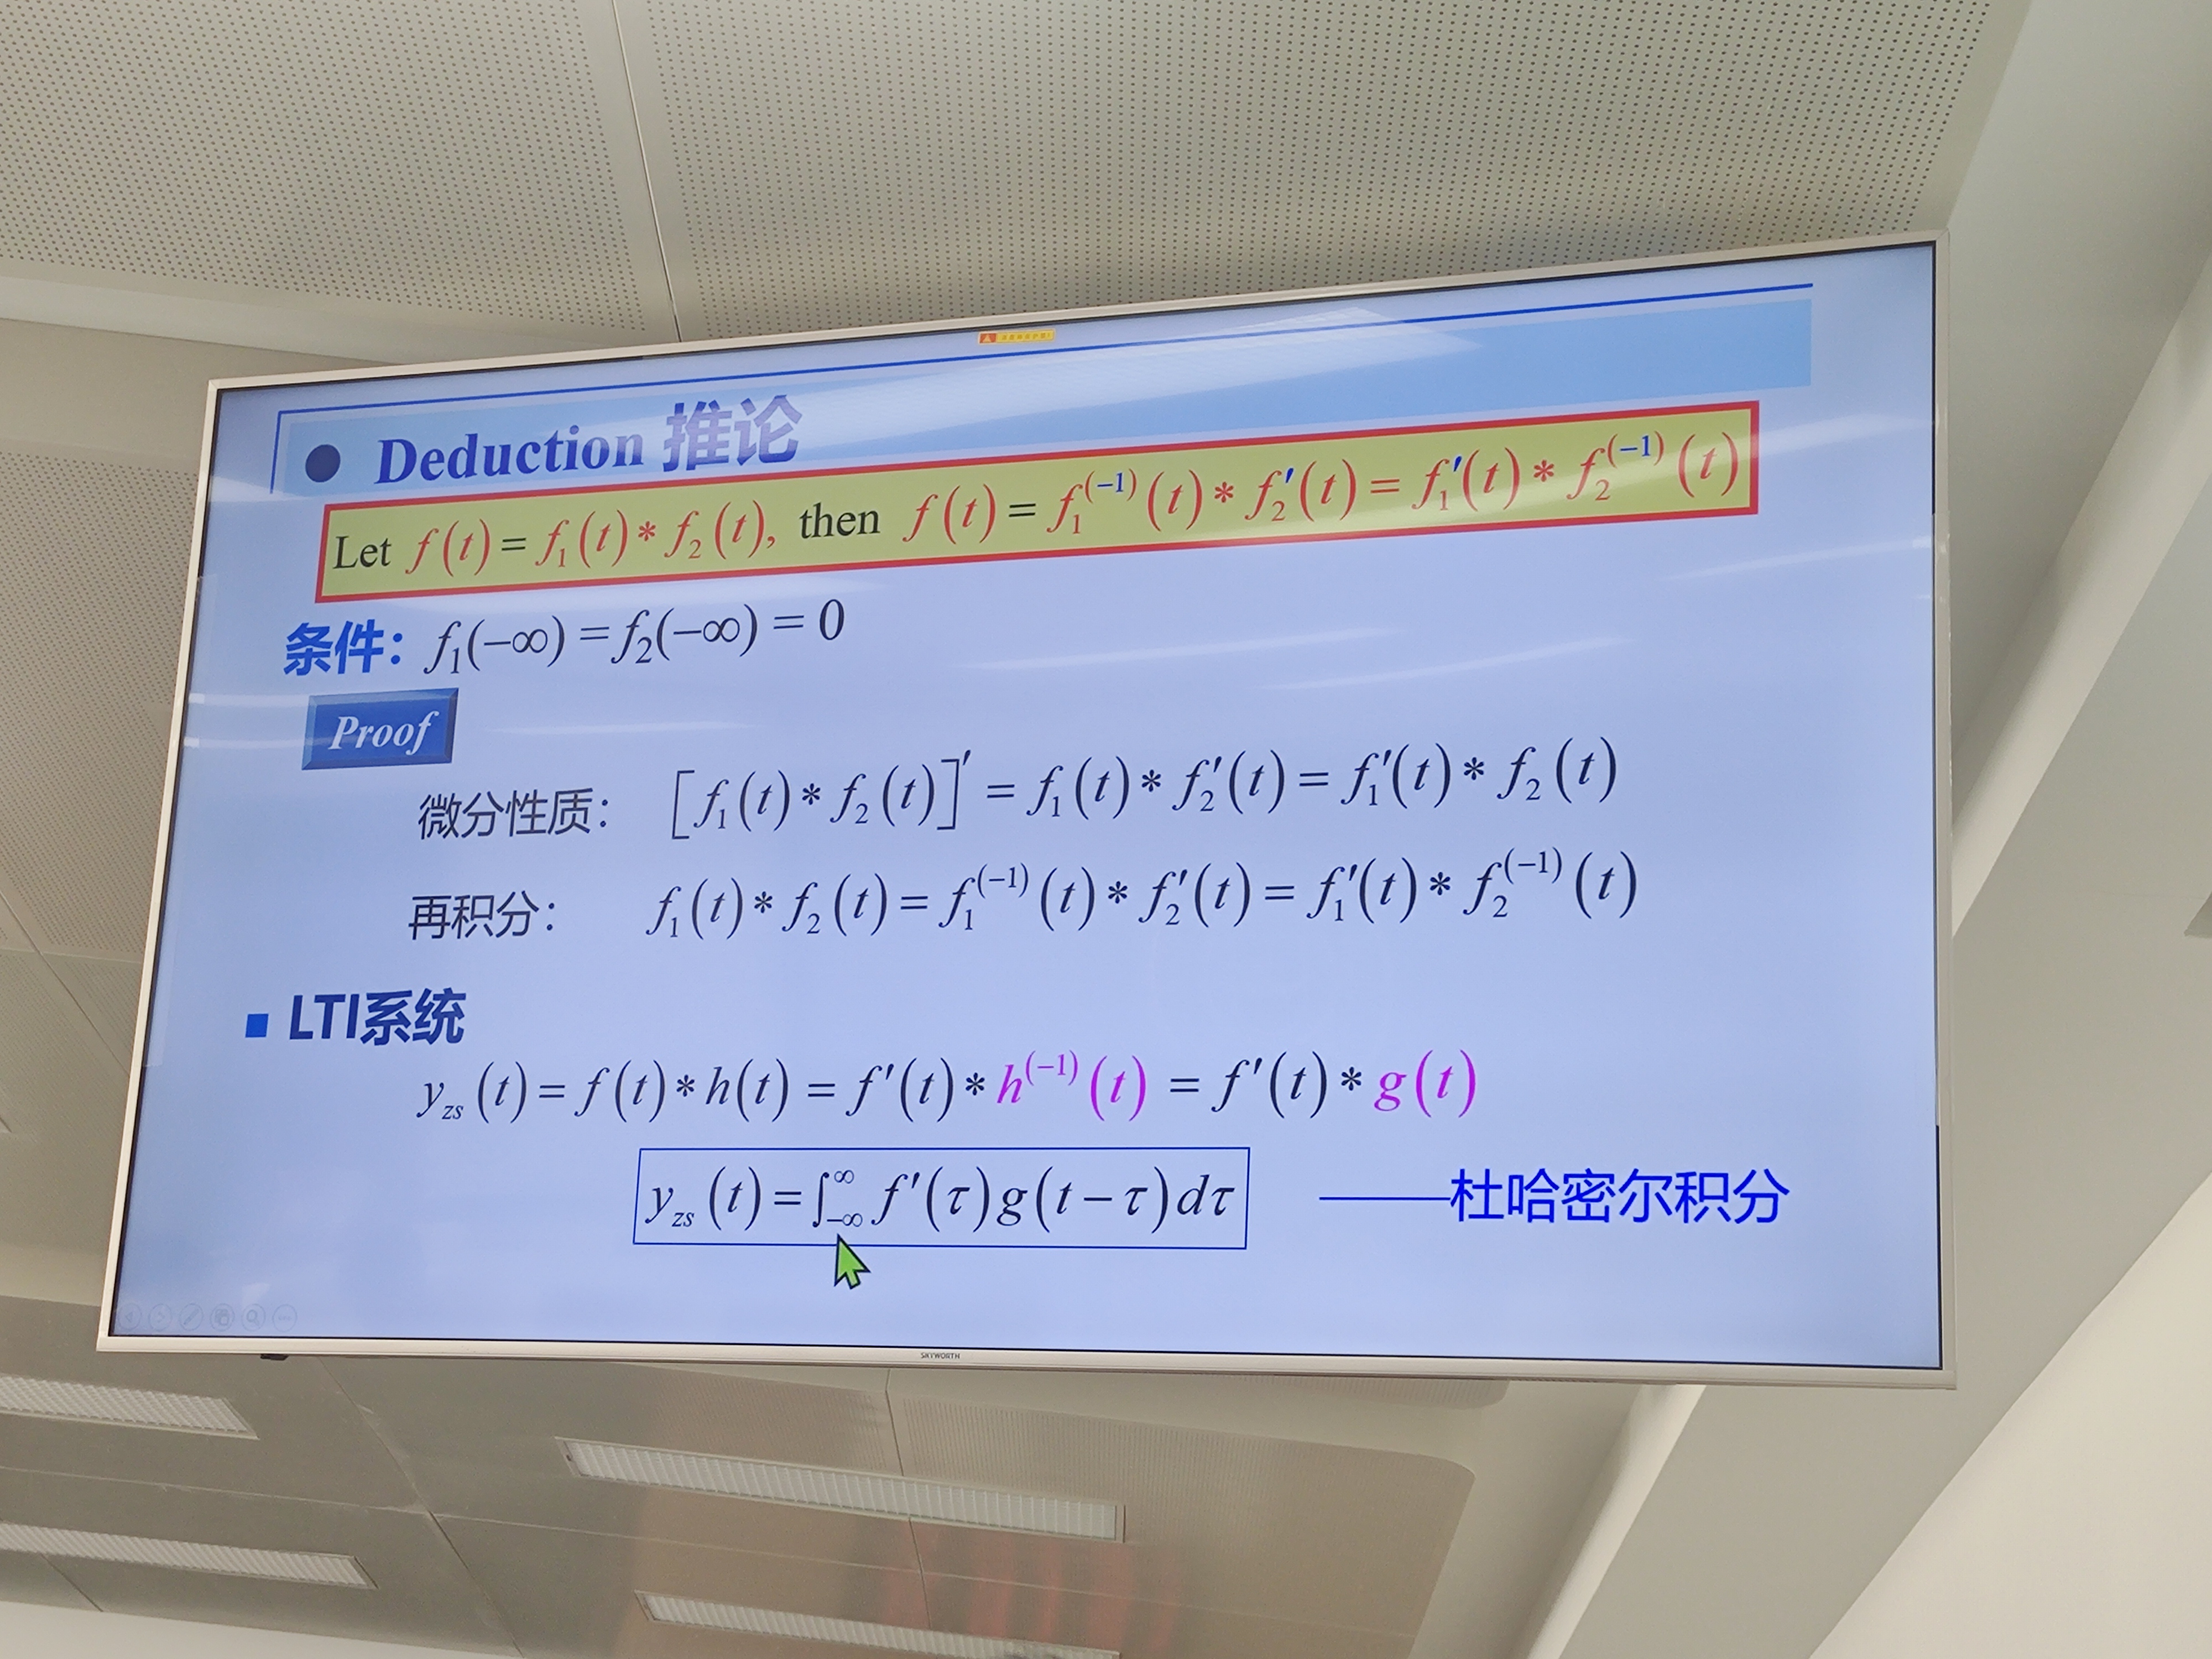 ● Deduction 推论
Let f(t) = f₁(t) * f₂(t), then f(t) = f₁⁽⁻¹⁾(t) * f₂′(t) = f₁′(t) * f₂⁽⁻¹⁾(t)
条件： f₁(−∞) = f₂(−∞) = 0
Proof
微分性质： [f₁(t) * f₂(t)]′ = f₁(t) * f₂′(t) = f₁′(t) * f₂(t)
再积分： f₁(t) * f₂(t) = f₁⁽⁻¹⁾(t) * f₂′(t) = f₁′(t) * f₂⁽⁻¹⁾(t)
■ LTI系统
y_zs(t) = f(t) * h(t) = f′(t) * h⁽⁻¹⁾(t) = f′(t) * g(t)
y_zs(t) = ∫_{−∞}^{∞} f′(τ)g(t − τ)dτ ——杜哈密尔积分
SKYWORTH